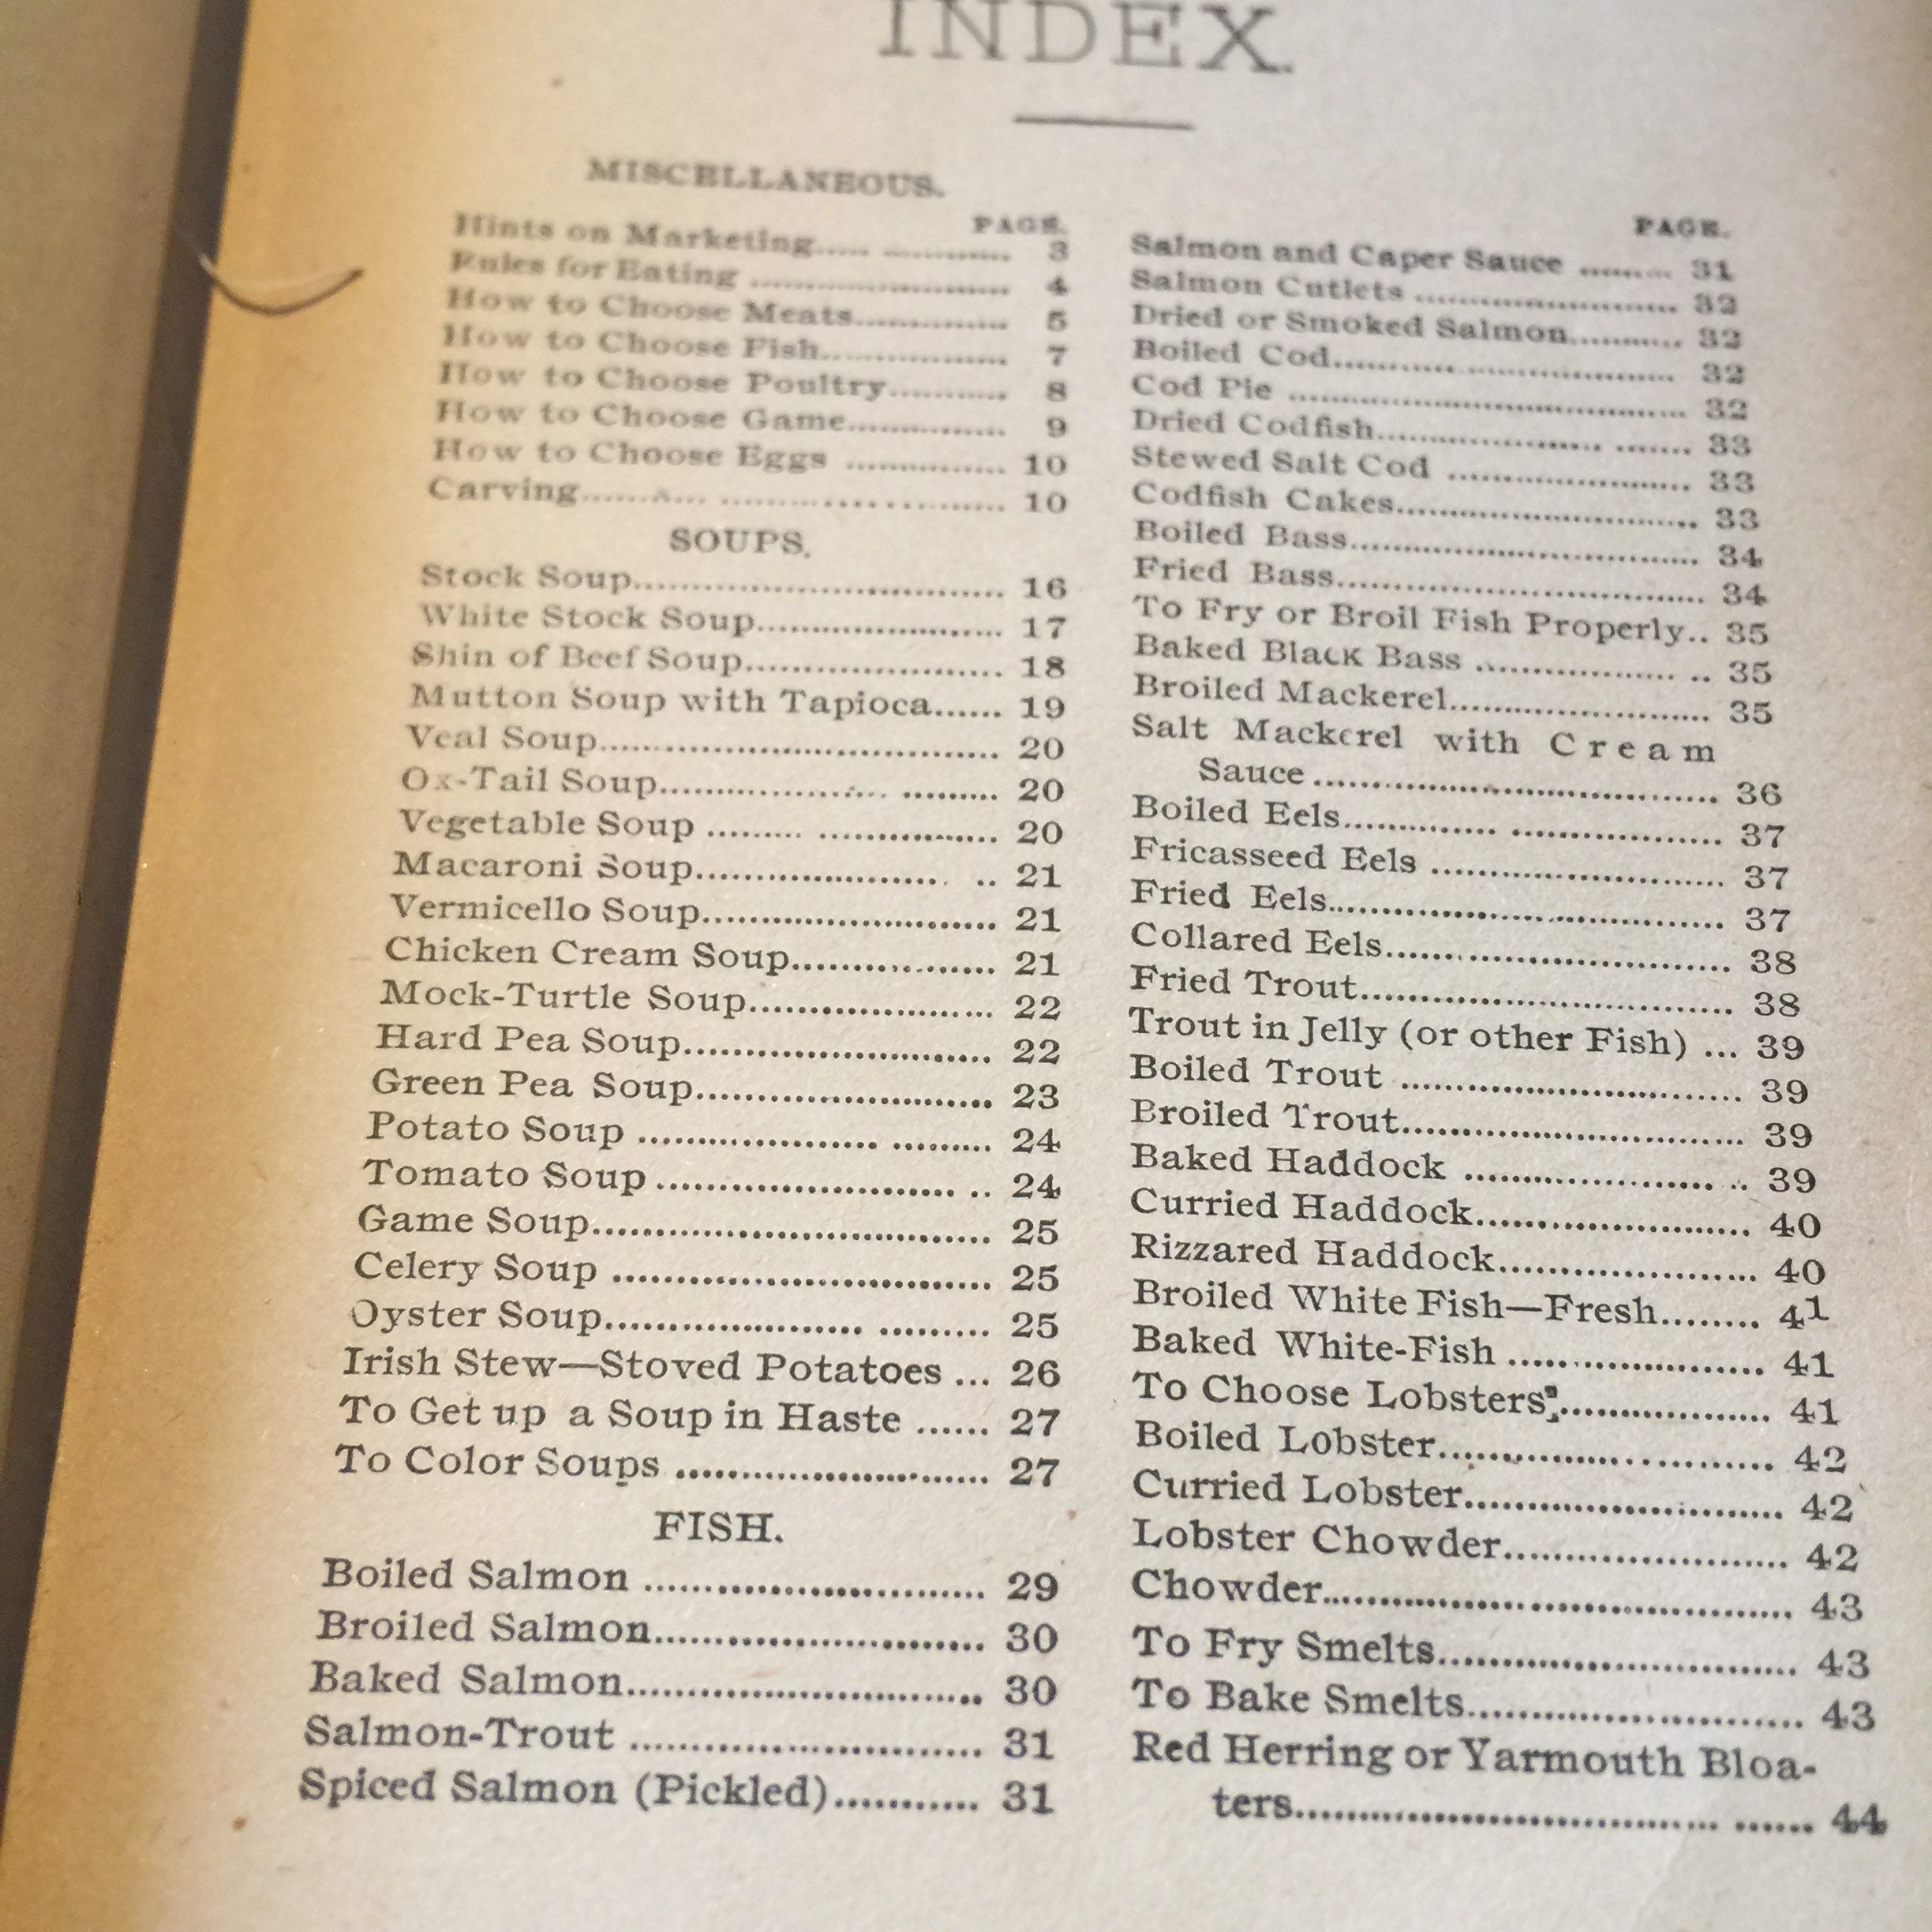 INDEX.
MISCELLANEOUS.
PAGE.
Hints on Marketing..... ............ 3
Rules for Eating ......................... 4
How to Choose Meats............... 5
How to Choose Fish.................. 7
How to Choose Poultry............ 8
How to Choose Game................ 9
How to Choose Eggs ............... 10
Carving............ ........................... 10
SOUPS.
Stock Soup.................................. 16
White Stock Soup....................... 17
Shin of Beef Soup........................ 18
Mutton Soup with Tapioca...... 19
Veal Soup..................................... 20
Ox-Tail Soup....................... ......... 20
Vegetable Soup ......... ................. 20
Macaroni Soup...................... .. 21
Vermicello Soup........................... 21
Chicken Cream Soup.................. 21
Mock-Turtle Soup...................... 22
Hard Pea Soup............................ 22
Green Pea Soup........................... 23
Potato Soup ...................... ......... 24
Tomato Soup ........................... .. 24
Game Soup.................................... 25
Celery Soup .................................. 25
Oyster Soup....................... ......... 25
Irish Stew—Stoved Potatoes ... 26
To Get up a Soup in Haste ...... 27
To Color Soups ............................ 27
FISH.
Boiled Salmon ............................. 29
Broiled Salmon............................ 30
Baked Salmon.............................. 30
Salmon-Trout .............................. 31
Spiced Salmon (Pickled)............ 31
PAGE.
Salmon and Caper Sauce ......... 31
Salmon Cutlets ........................... 32
Dried or Smoked Salmon........... 32
Boiled Cod.................................. 32
Cod Pie ........................................ 32
Dried Codfish...................... ....... 33
Stewed Salt Cod ........................ 33
Codfish Cakes............................. 33
Boiled Bass.................................. 34
Fried Bass................................... 34
To Fry or Broil Fish Properly.. 35
Baked Black Bass .................. .. 35
Broiled Mackerel......................... 35
Salt Mackerel with Cream
Sauce .......................................... 36
Boiled Eels.............. ................... 37
Fricasseed Eels ........................... 37
Fried Eels..................................... 37
Collared Eels................................ 38
Fried Trout................................... 38
Trout in Jelly (or other Fish) ... 39
Boiled Trout ................................ 39
Broiled Trout............................... 39
Baked Haddock ....................... .. 39
Curried Haddock......................... 40
Rizzared Haddock....................... 40
Broiled White Fish—Fresh........ 41
Baked White-Fish ....................... 41
To Choose Lobsters.................... 41
Boiled Lobster.............................. 42
Curried Lobster............................ 42
Lobster Chowder......................... 42
Chowder........................................ 43
To Fry Smelts............................... 43
To Bake Smelts............................ 43
Red Herring or Yarmouth Bloa-
ters.................................... ...... 44